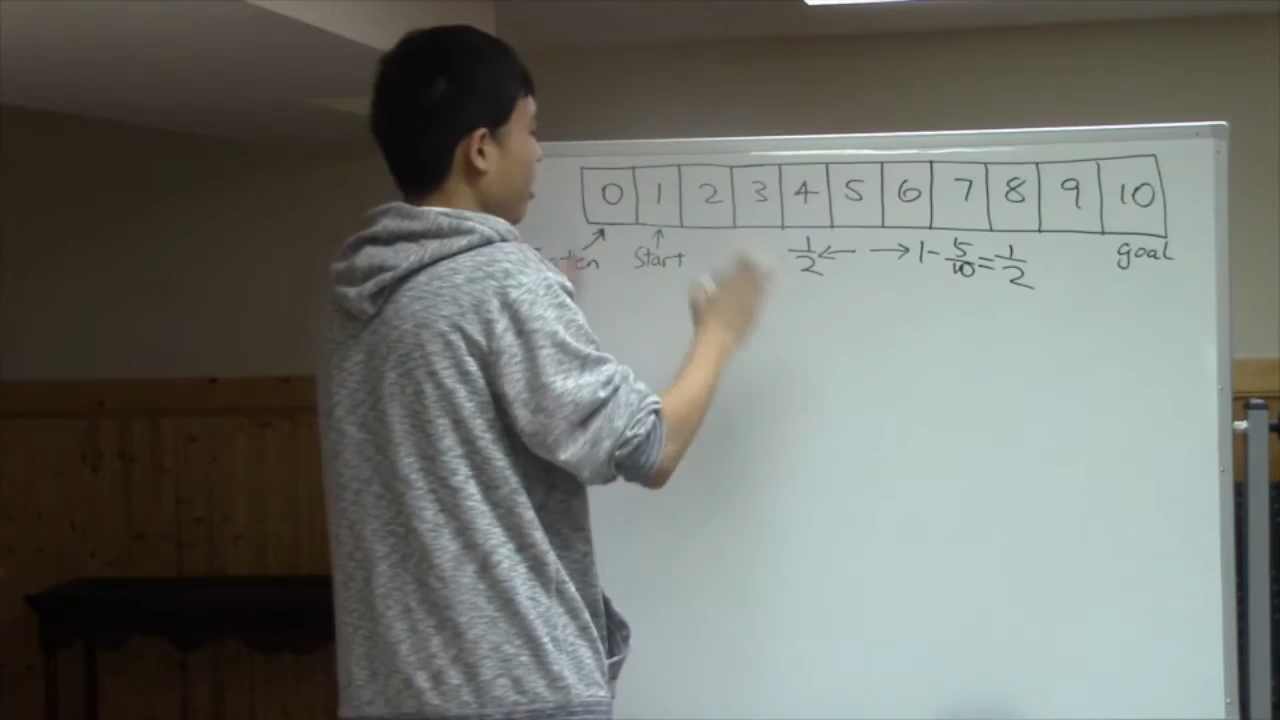 0 1 2 3 4 5 6 7 8 9 10
Start 1/2 ← → 1 - 5/10 = 1/2 goal